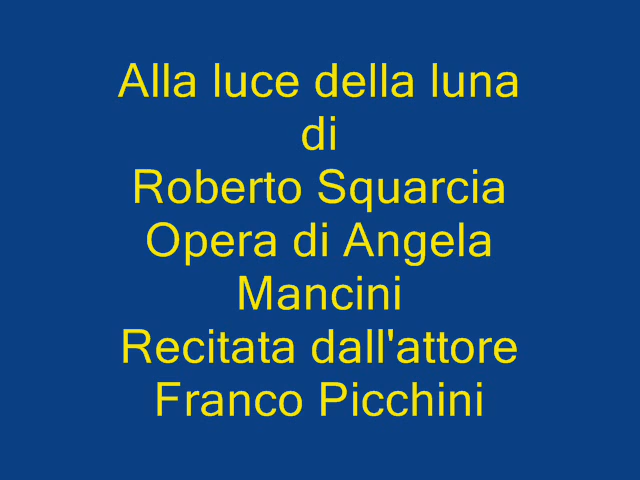 Alla luce della luna
di
Roberto Squarcia
Opera di Angela
Mancini
Recitata dall'attore
Franco Picchini